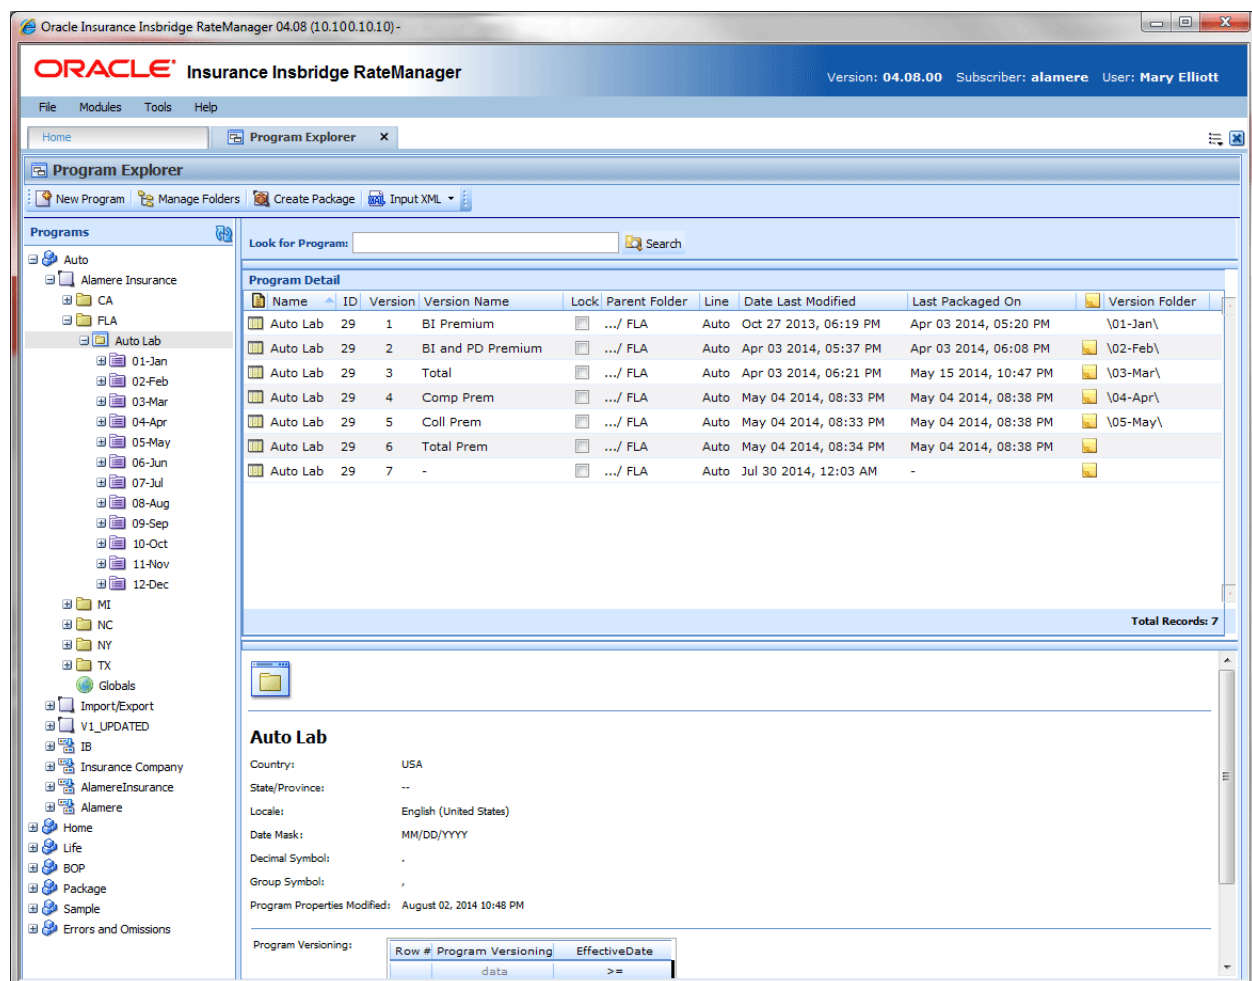 Oracle Insurance Insbridge RateManager 04.08 (10.100.10.10) -
ORACLE Insurance Insbridge RateManager
Version: 04.08.00 Subscriber: alamere User: Mary Elliott
File Modules Tools Help
Home Program Explorer x
Program Explorer
New Program Manage Folders Create Package Input XML
Programs
Auto
Alamere Insurance
CA
FLA
Auto Lab
01-Jan
02-Feb
03-Mar
04-Apr
05-May
06-Jun
07-Jul
08-Aug
09-Sep
10-Oct
11-Nov
12-Dec
MI
NC
NY
TX
Globals
Import/Export
V1_UPDATED
IB
Insurance Company
AlamereInsurance
Alamere
Home
Life
BOP
Package
Sample
Errors and Omissions
Look for Program: Search
Program Detail
Name ID Version Version Name Lock Parent Folder Line Date Last Modified Last Packaged On Version Folder
Auto Lab 29 1 BI Premium .../ FLA Auto Oct 27 2013, 06:19 PM Apr 03 2014, 05:20 PM \01-Jan\
Auto Lab 29 2 BI and PD Premium .../ FLA Auto Apr 03 2014, 05:37 PM Apr 03 2014, 06:08 PM \02-Feb\
Auto Lab 29 3 Total .../ FLA Auto Apr 03 2014, 06:21 PM May 15 2014, 10:47 PM \03-Mar\
Auto Lab 29 4 Comp Prem .../ FLA Auto May 04 2014, 08:33 PM May 04 2014, 08:38 PM \04-Apr\
Auto Lab 29 5 Coll Prem .../ FLA Auto May 04 2014, 08:33 PM May 04 2014, 08:38 PM \05-May\
Auto Lab 29 6 Total Prem .../ FLA Auto May 04 2014, 08:34 PM May 04 2014, 08:38 PM
Auto Lab 29 7 - .../ FLA Auto Jul 30 2014, 12:03 AM -
Total Records: 7
Auto Lab
Country: USA
State/Province: --
Locale: English (United States)
Date Mask: MM/DD/YYYY
Decimal Symbol: .
Group Symbol: ,
Program Properties Modified: August 02, 2014 10:48 PM
Program Versioning:
Row # Program Versioning EffectiveDate
data >=